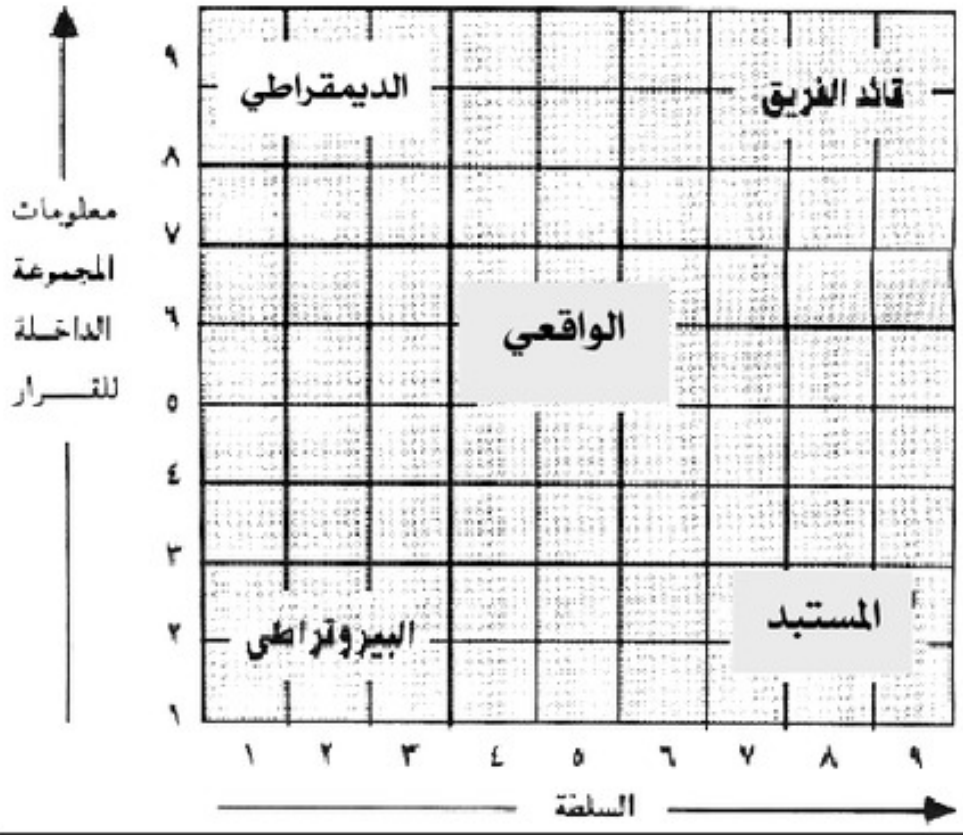 ٩
الديمقراطي
قائد الفريق
٨
معلومات
المجموعة
الداخلة
للقـــرار
٧
٦
الواقعي
٥
٤
٣
المستبد
٢
البيروقراطي
١
١ ٢ ٣ ٤ ٥ ٦ ٧ ٨ ٩
السلطة